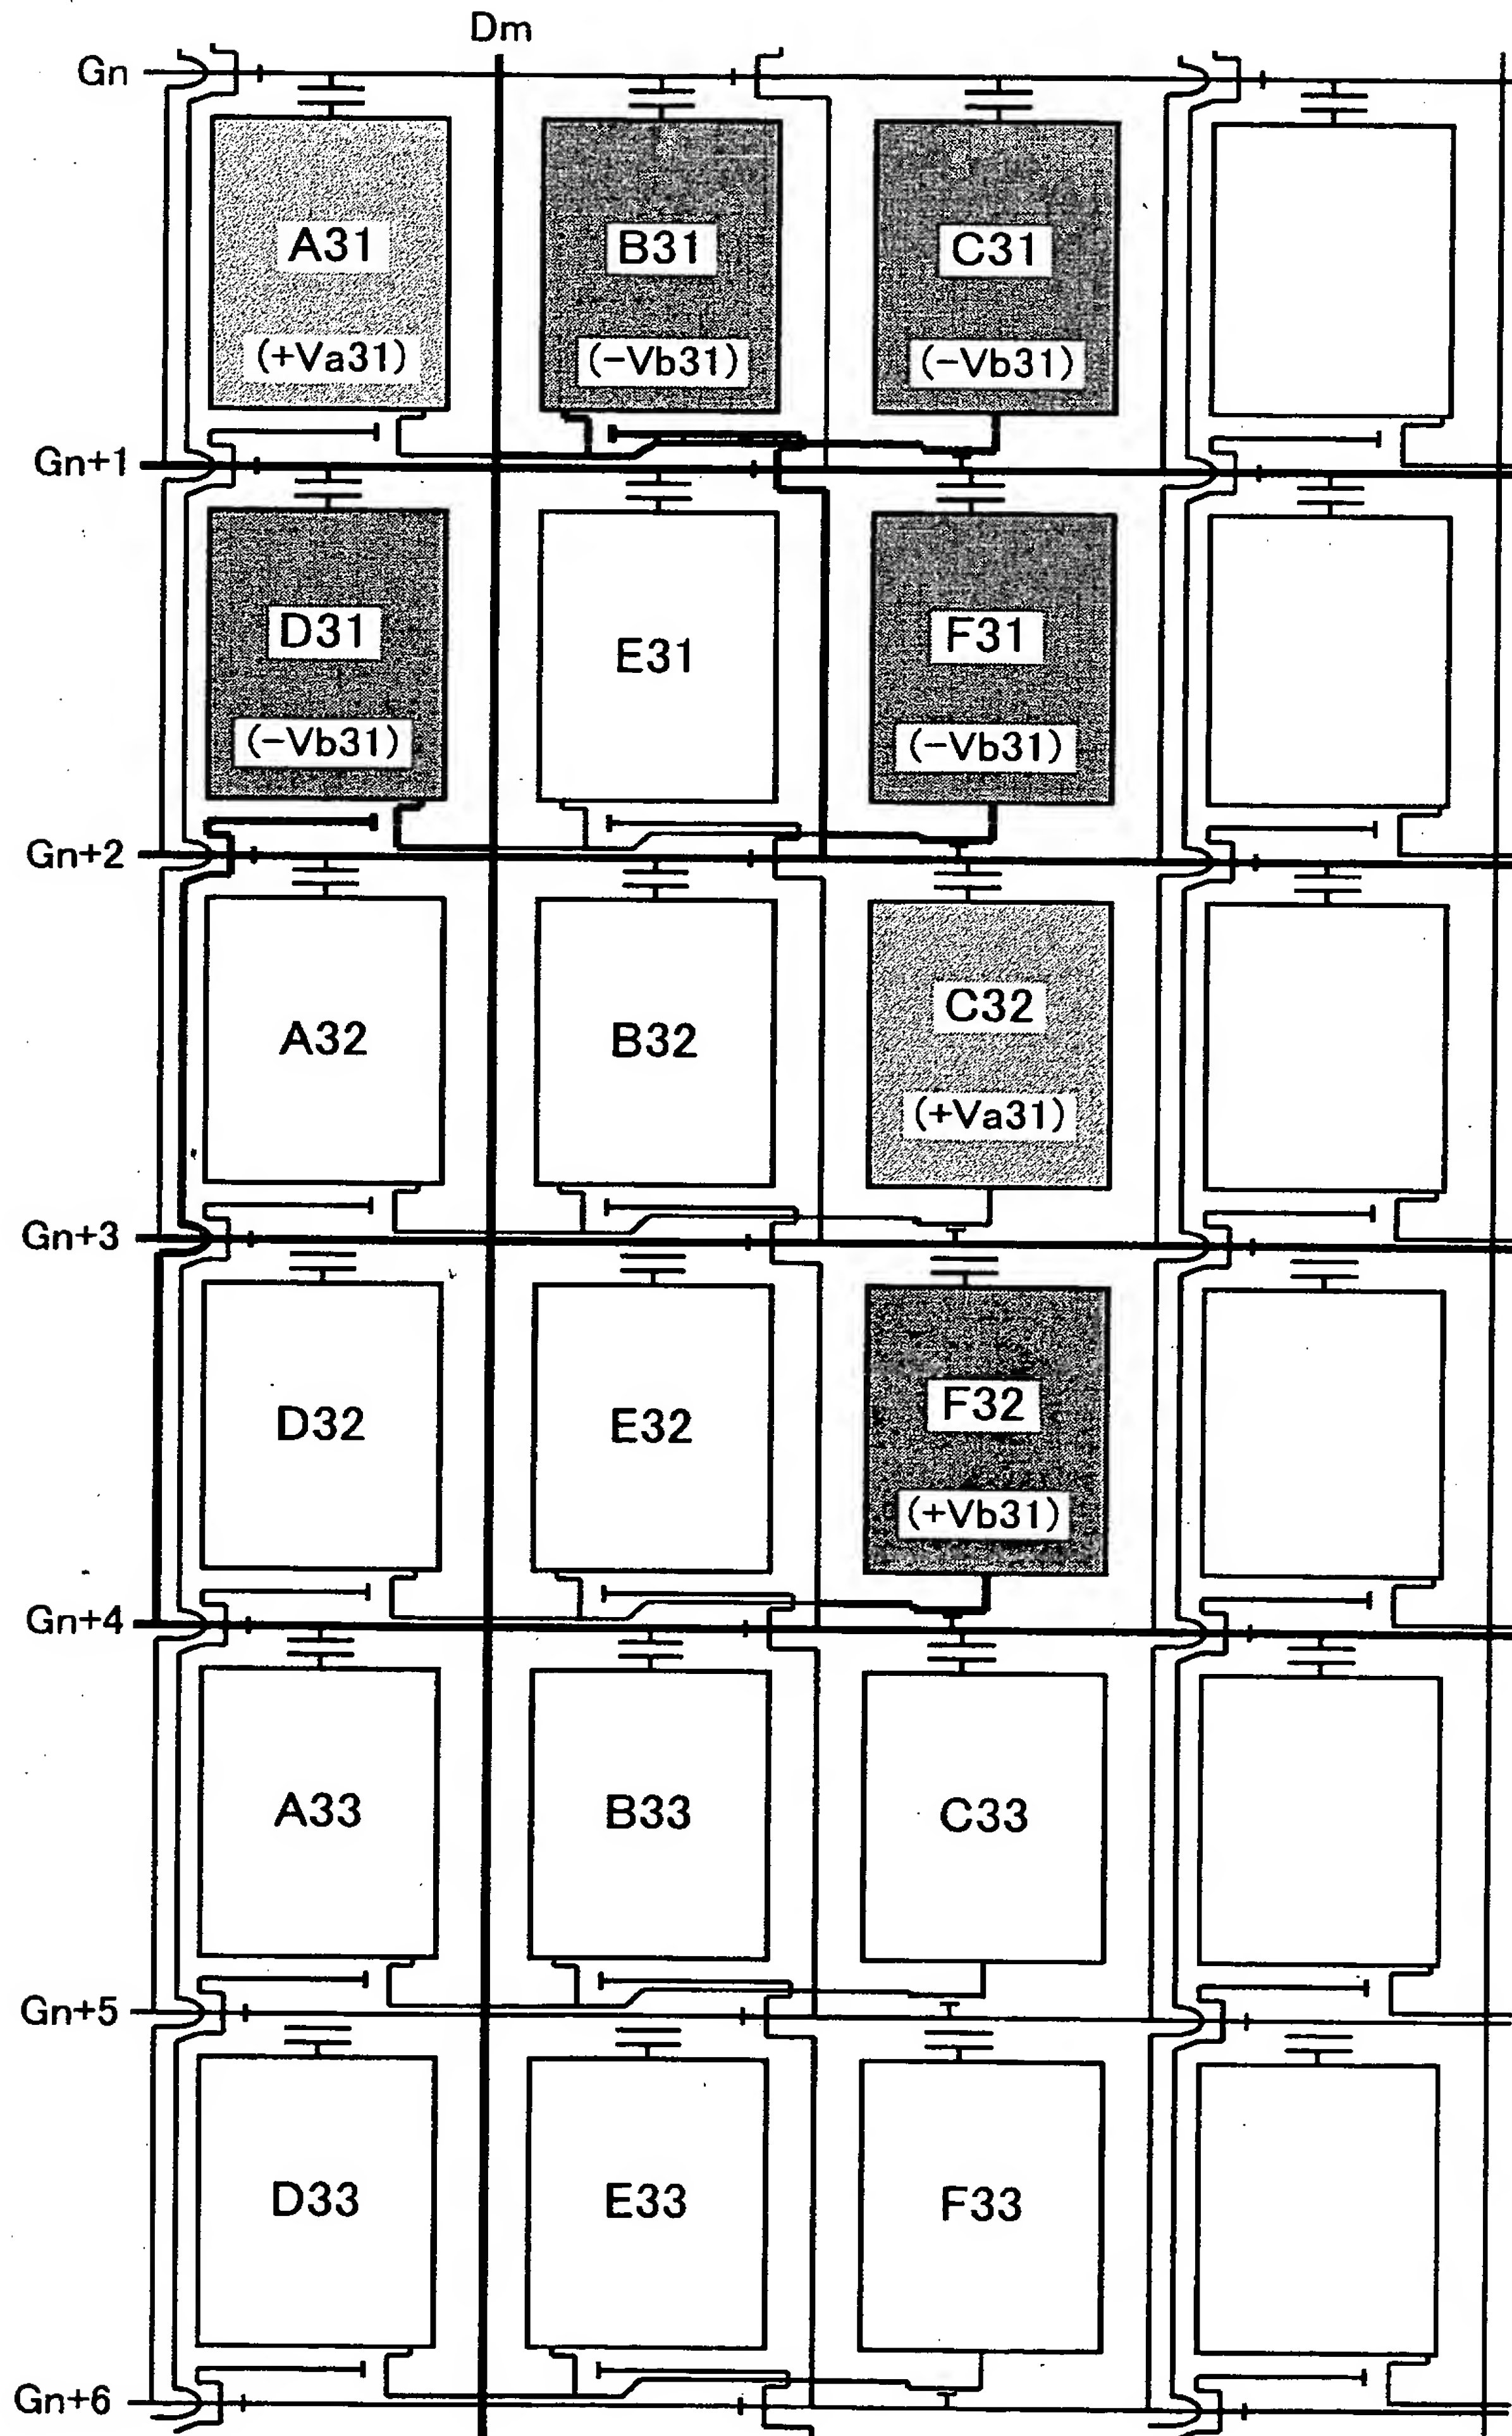 Dm
Gn
A31
B31
C31
(+Va31)
(-Vb31)
(-Vb31)
Gn+1
D31
E31
F31
(-Vb31)
(-Vb31)
Gn+2
A32
B32
C32
(+Va31)
Gn+3
D32
E32
F32
(+Vb31)
Gn+4
A33
B33
C33
Gn+5
D33
E33
F33
Gn+6